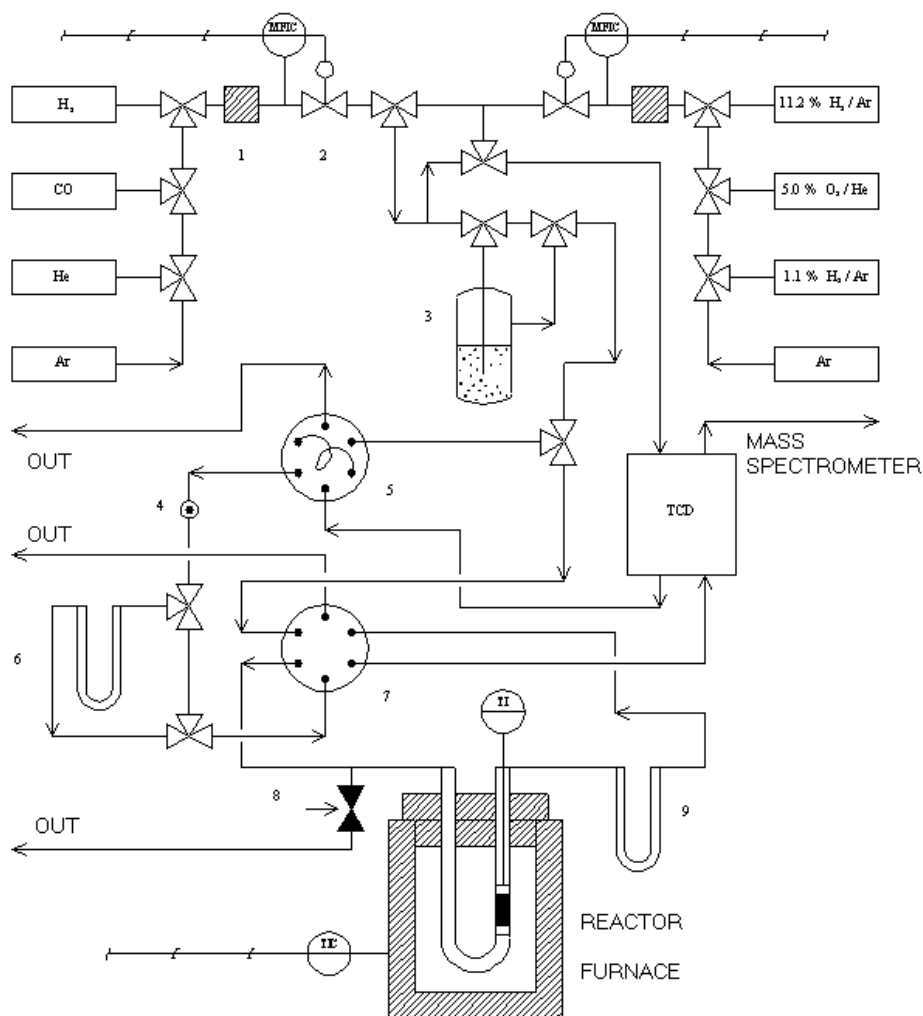 MFIC
MFIC
H₂
11.2 % H₂ / Ar
1
2
CO
5.0 % O₂ / He
He
1.1 % H₂ / Ar
3
Ar
Ar
OUT
MASS
SPECTROMETER
5
4
TCD
OUT
6
7
TI
8
9
OUT
REACTOR
TIC
FURNACE